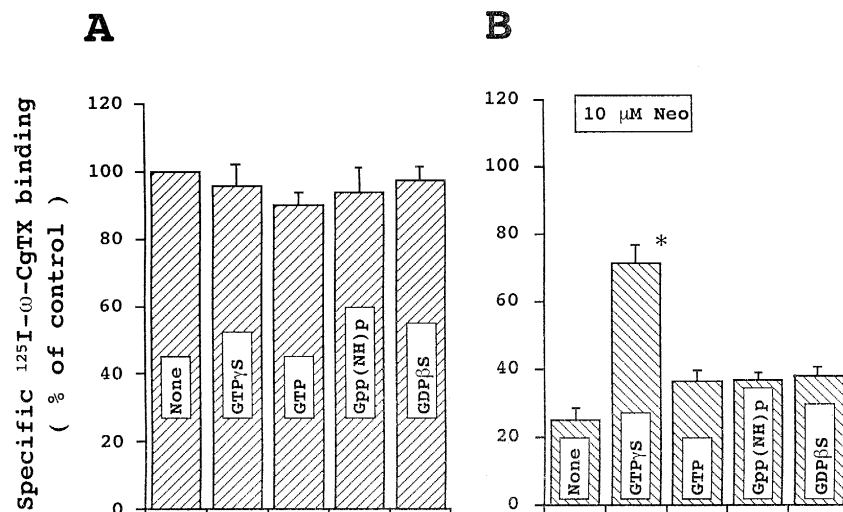 A
B
Specific ¹²⁵I-ω-CgTX binding
( % of control )
120
100
80
60
40
20
0
None
GTPγS
GTP
Gpp(NH)p
GDPβS
120
100
80
60
40
20
0
10 μM Neo
*
None
GTPγS
GTP
Gpp(NH)p
GDPβS